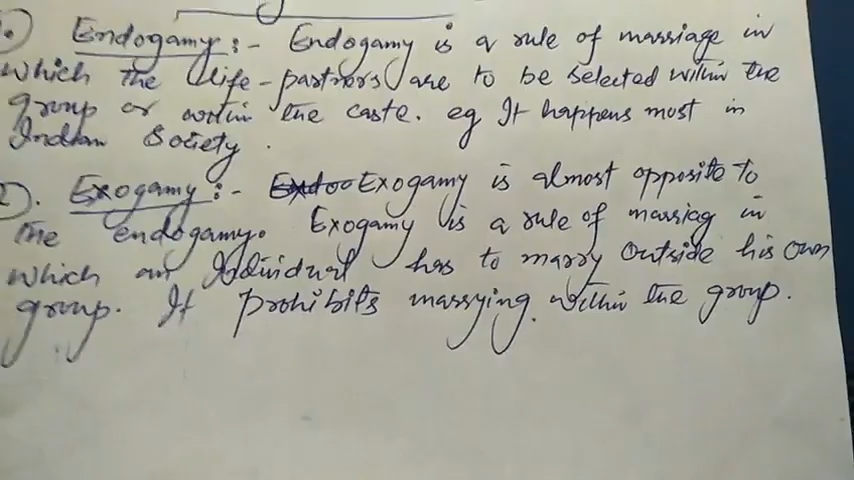 1.) Endogamy :- Endogamy is a rule of marriage in
which the life-partners are to be selected within the
group or within the caste. eg It happens most in
Indian Society.
2). Exogamy :- Exogamy is almost opposite to
the endogamy. Exogamy is a rule of marriag in
which an Individual has to marry outside his own
group. It prohibits marrying within the group.